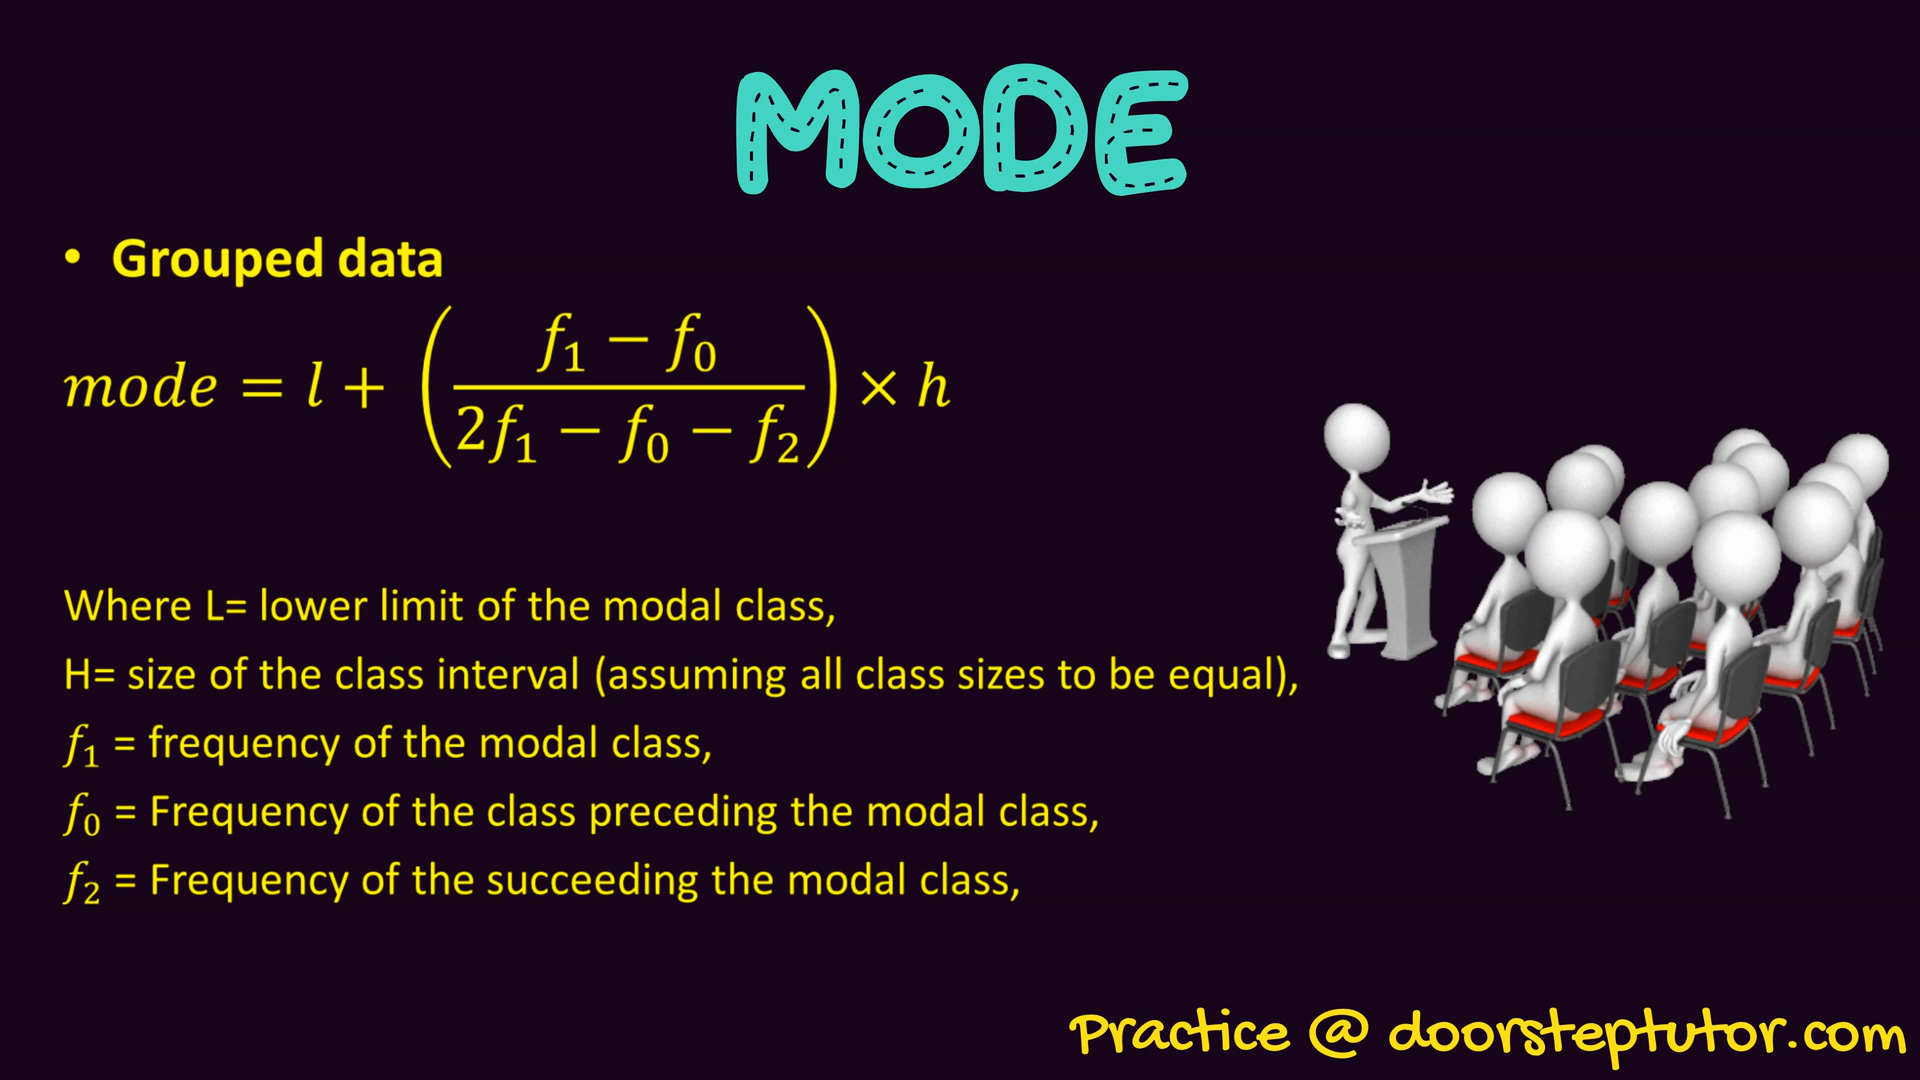 MODE
• Grouped data
mode = l + ( (f₁ − f₀) / (2f₁ − f₀ − f₂) ) × h
Where L= lower limit of the modal class,
H= size of the class interval (assuming all class sizes to be equal),
f₁ = frequency of the modal class,
f₀ = Frequency of the class preceding the modal class,
f₂ = Frequency of the succeeding the modal class,
Practice @ doorsteptutor.com